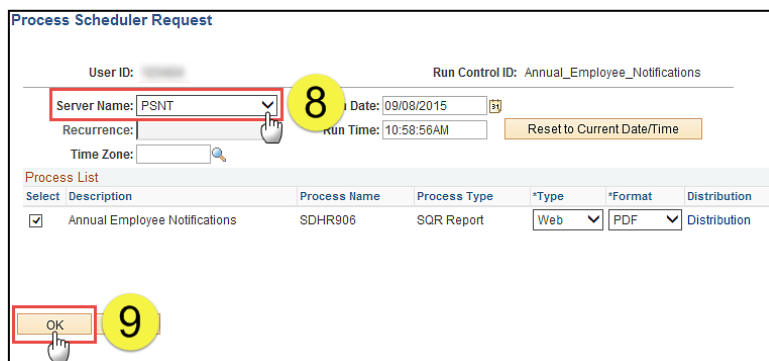 Process Scheduler Request
User ID: Run Control ID: Annual_Employee_Notifications
Server Name: PSNT 8 Date: 09/08/2015
Recurrence: Run Time: 10:58:56AM Reset to Current Date/Time
Time Zone:
Process List
Select Description Process Name Process Type *Type *Format Distribution
Annual Employee Notifications SDHR906 SQR Report Web PDF Distribution
OK 9